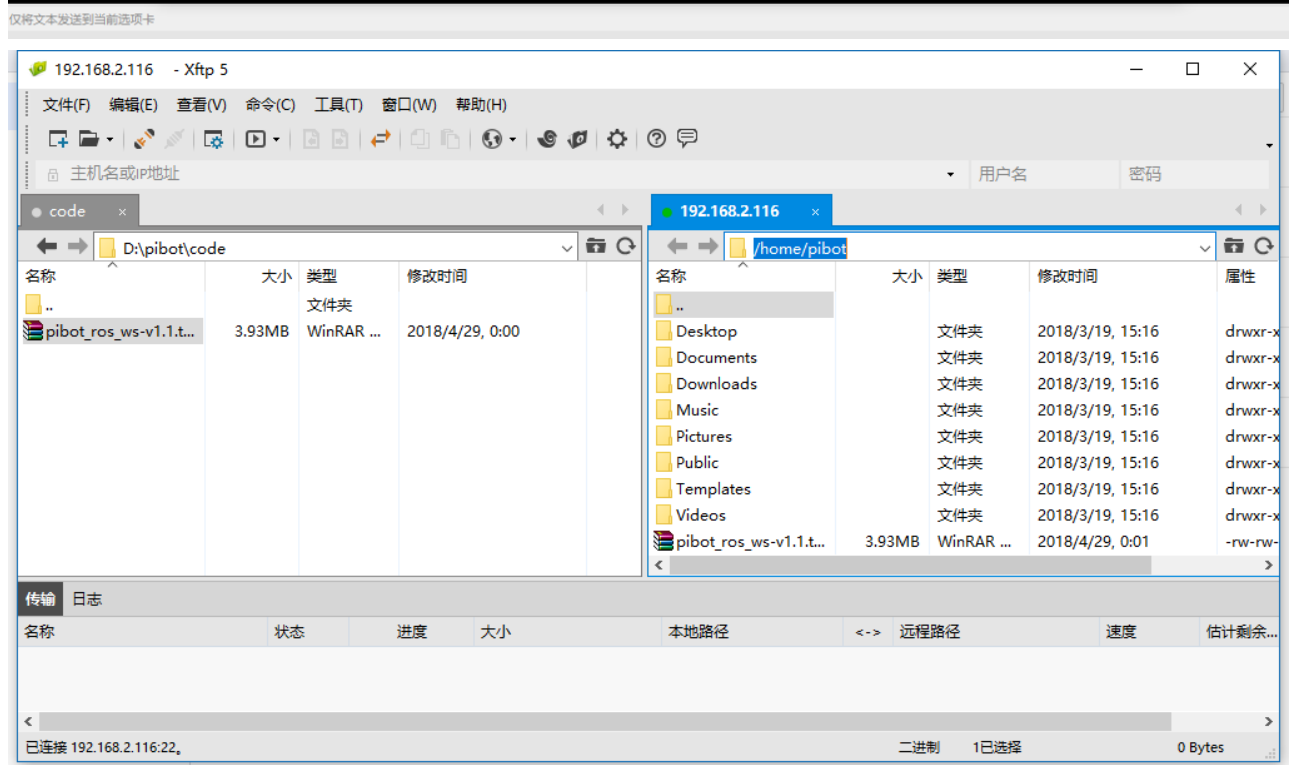 仅将文本发送到当前选项卡
192.168.2.116 - Xftp 5
文件(F) 编辑(E) 查看(V) 命令(C) 工具(T) 窗口(W) 帮助(H)
主机名或IP地址 用户名 密码
code × 192.168.2.116 ×
D:\pibot\code /home/pibot
名称 大小 类型 修改时间 名称 大小 类型 修改时间 属性
.. 文件夹 ..
pibot_ros_ws-v1.1.t... 3.93MB WinRAR ... 2018/4/29, 0:00 Desktop 文件夹 2018/3/19, 15:16 drwxr-x
Documents 文件夹 2018/3/19, 15:16 drwxr-x
Downloads 文件夹 2018/3/19, 15:16 drwxr-x
Music 文件夹 2018/3/19, 15:16 drwxr-x
Pictures 文件夹 2018/3/19, 15:16 drwxr-x
Public 文件夹 2018/3/19, 15:16 drwxr-x
Templates 文件夹 2018/3/19, 15:16 drwxr-x
Videos 文件夹 2018/3/19, 15:16 drwxr-x
pibot_ros_ws-v1.1.t... 3.93MB WinRAR ... 2018/4/29, 0:01 -rw-rw-
传输 日志
名称 状态 进度 大小 本地路径 <-> 远程路径 速度 估计剩余...
已连接 192.168.2.116:22。 二进制 1已选择 0 Bytes